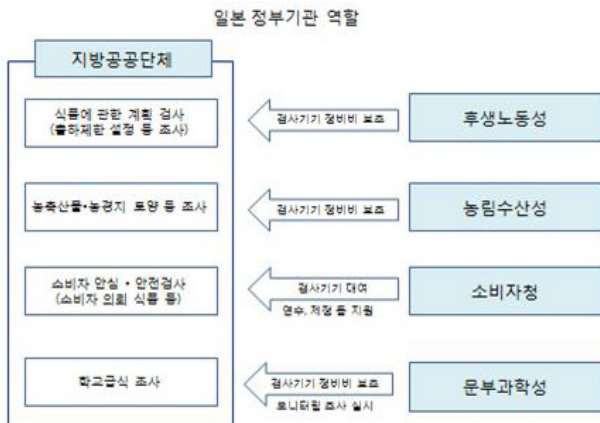 일본 정부기관 역할
지방공공단체
식품에 관한 계획 검사
(출하제한 설정 등 조사)
검사기기 정비비 보조
후생노동성
농축산물•농경지 토양 등 조사
검사기기 정비비 보조
농림수산성
소비자 안심 • 안전검사
(소비자 의뢰 식품 등)
검사기기 대여
연수, 재정 등 지원
소비자청
학교급식 조사
검사기기 정비비 보조
모니터링 조사 실시
문부과학성